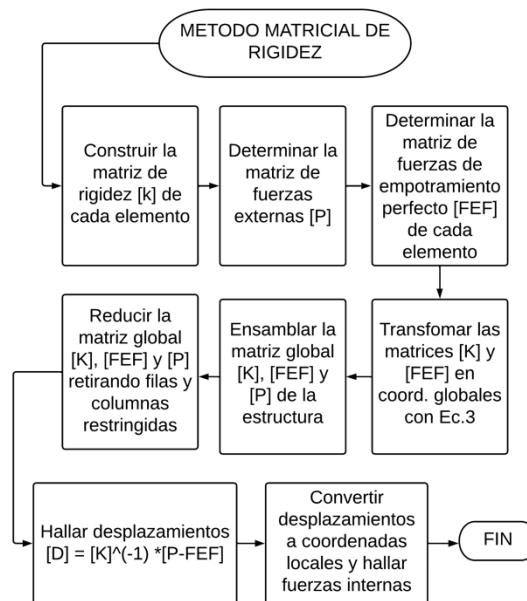 METODO MATRICIAL DE
RIGIDEZ
Construir la
matriz de
rigidez [k] de
cada elemento
Determinar la
matriz de
fuerzas
externas [P]
Determinar la
matriz de
fuerzas de
empotramiento
perfecto [FEF]
de cada
elemento
Transfomar las
matrices [K] y
[FEF] en
coord. globales
con Ec.3
Ensamblar la
matriz global
[K], [FEF] y
[P] de la
estructura
Reducir la
matriz global
[K], [FEF] y [P]
retirando filas y
columnas
restringidas
Hallar desplazamientos
[D] = [K]^(-1) *[P-FEF]
Convertir
desplazamientos
a coordenadas
locales y hallar
fuerzas internas
FIN